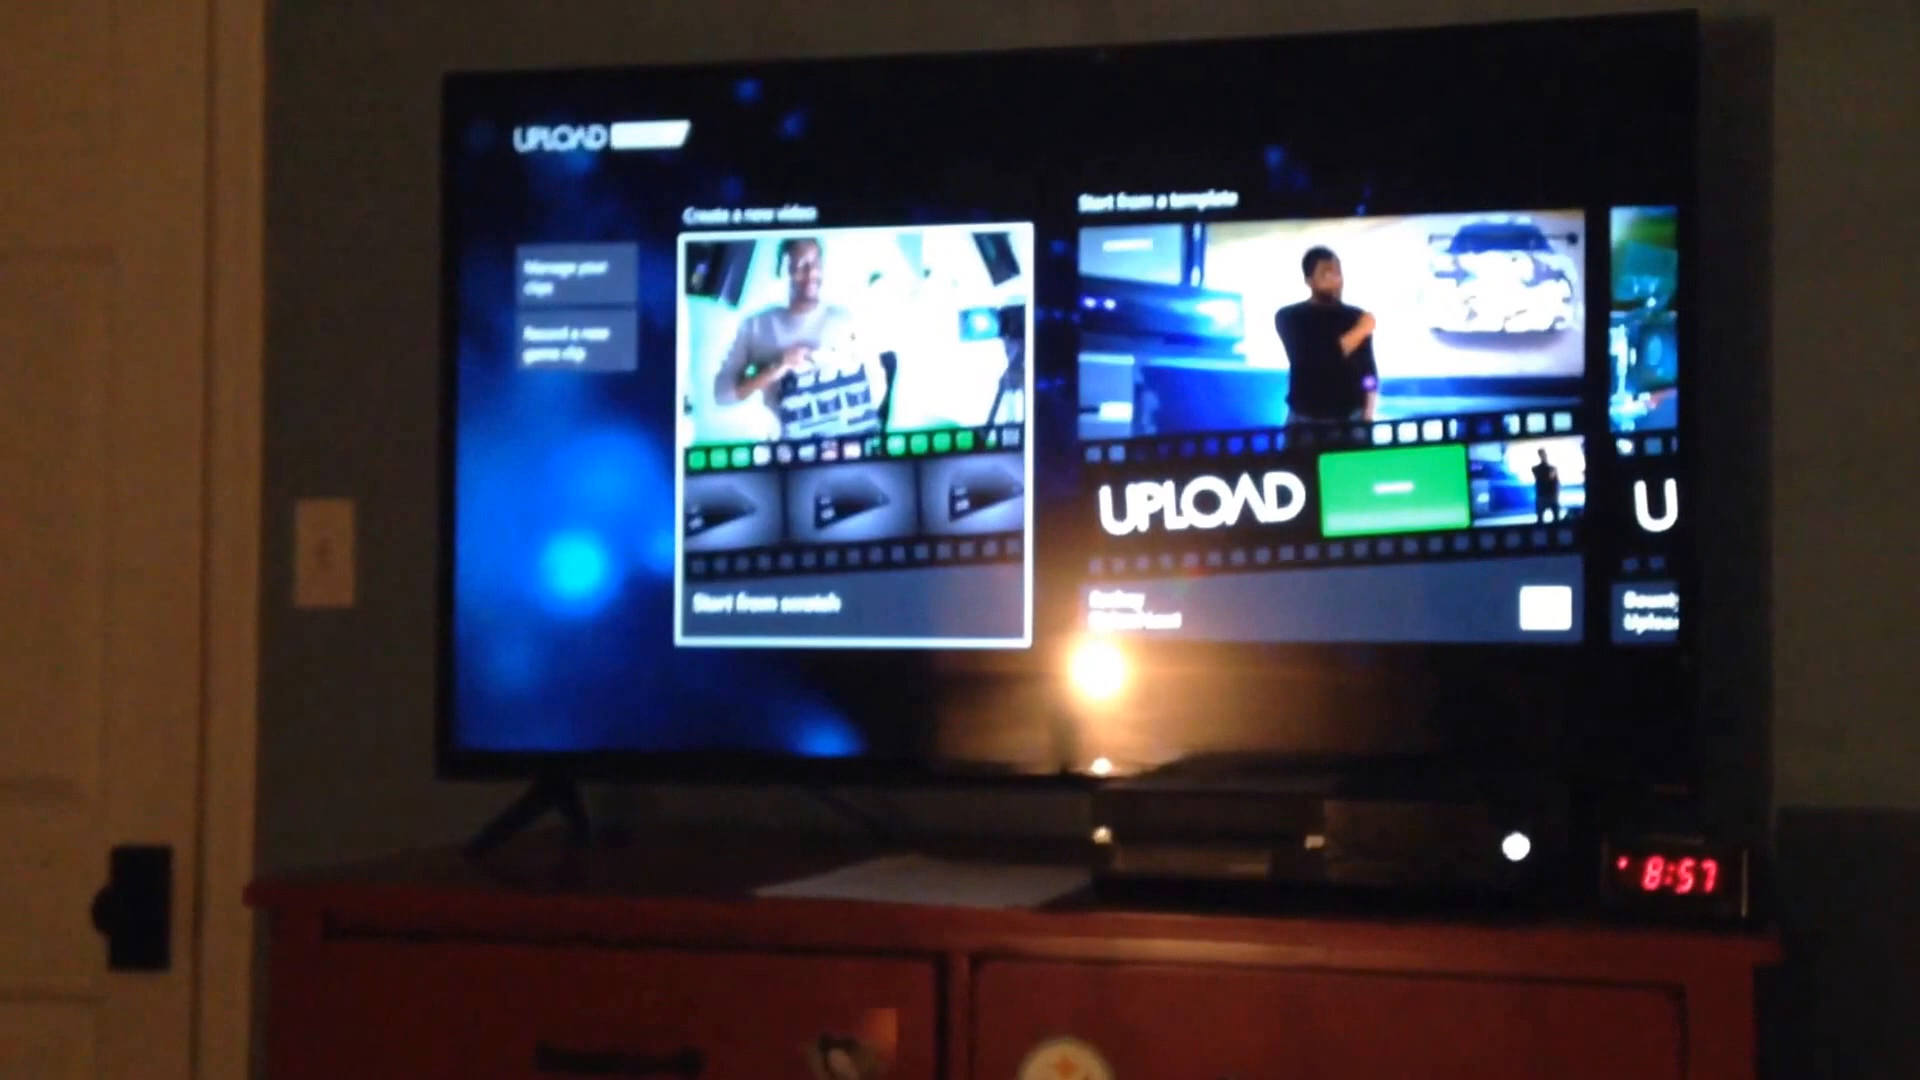 UPLOAD
Create a new video
Start from a template
Manage your
clips
Record a new
game clip
UPLOAD
U
Start from scratch
8:57